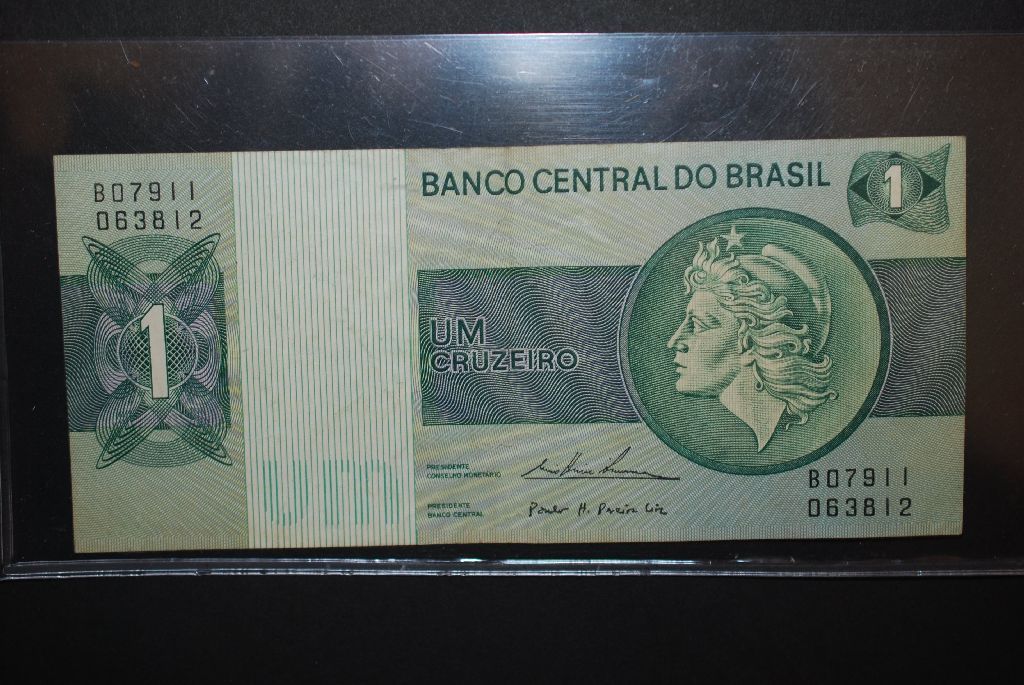 B07911
063812
BANCO CENTRAL DO BRASIL
1
1
UM
CRUZEIRO
PRESIDENTE
CONSELHO MONETÁRIO
PRESIDENTE
BANCO CENTRAL
B07911
063812